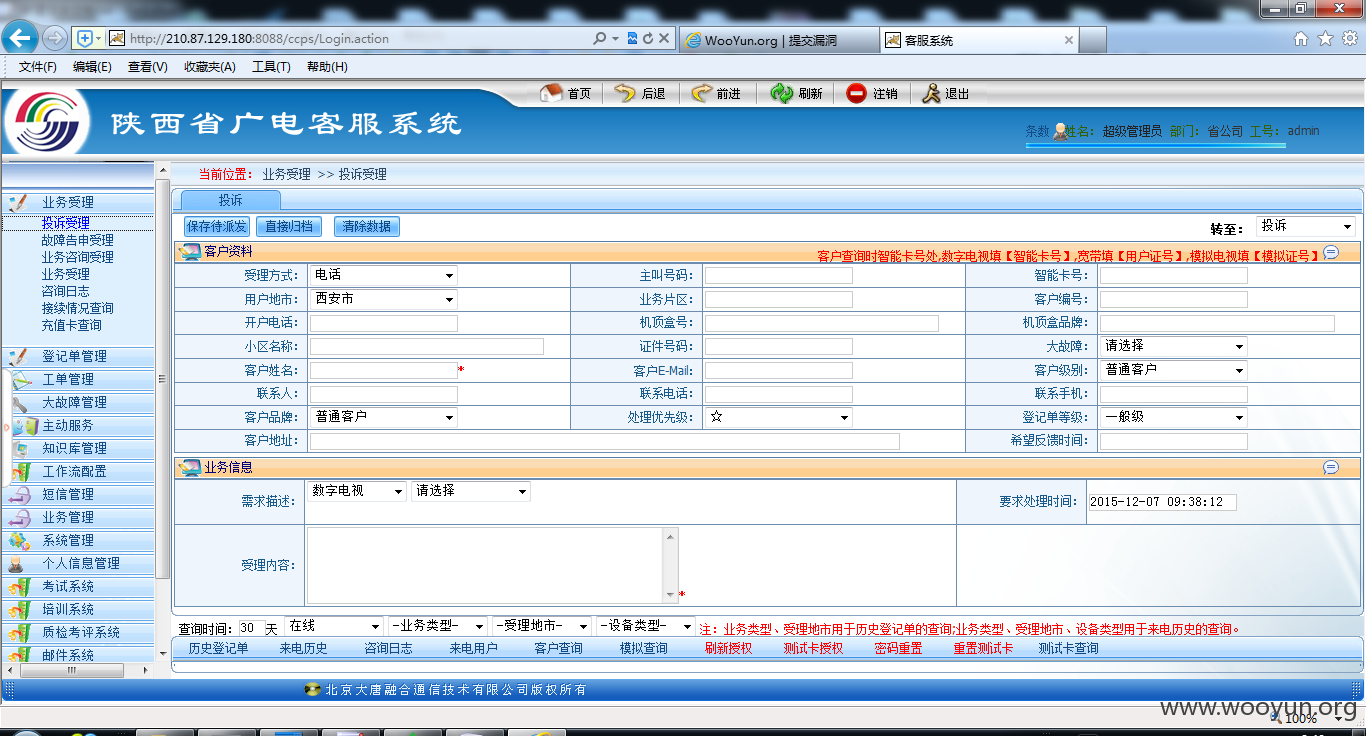 http://210.87.129.180:8088/ccps/Login.action
WooYun.org | 提交漏洞
客服系统
文件(F) 编辑(E) 查看(V) 收藏夹(A) 工具(T) 帮助(H)
首页 后退 前进 刷新 注销 退出
陕西省广电客服系统
条数 姓名: 超级管理员 部门: 省公司 工号: admin
当前位置: 业务受理 >> 投诉受理
业务受理
投诉受理
故障告申受理
业务咨询受理
业务受理
咨询日志
接续情况查询
充值卡查询
登记单管理
工单管理
大故障管理
主动服务
知识库管理
工作流配置
短信管理
业务管理
系统管理
个人信息管理
考试系统
培训系统
质检考评系统
邮件系统
投诉
保存待派发 直接归档 清除数据
转至: 投诉
客户资料
客户查询时智能卡号处,数字电视填【智能卡号】,宽带填【用户证号】,模拟电视填【模拟证号】
受理方式: 电话 主叫号码: 智能卡号:
用户地市: 西安市 业务片区: 客户编号:
开户电话: 机顶盒号: 机顶盒品牌:
小区名称: 证件号码: 大故障: 请选择
客户姓名: * 客户E-Mail: 客户级别: 普通客户
联系人: 联系电话: 联系手机:
客户品牌: 普通客户 处理优先级: ☆ 登记单等级: 一般级
客户地址: 希望反馈时间:
业务信息
需求描述: 数字电视 请选择 要求处理时间: 2015-12-07 09:38:12
受理内容: *
查询时间: 30 天 在线 -业务类型- -受理地市- -设备类型- 注: 业务类型、受理地市用于历史登记单的查询;业务类型、受理地市、设备类型用于来电历史的查询。
历史登记单 来电历史 咨询日志 来电用户 客户查询 模拟查询 刷新授权 测试卡授权 密码重置 重置测试卡 测试卡查询
北京大唐融合通信技术有限公司版权所有
www.wooyun.org
100%